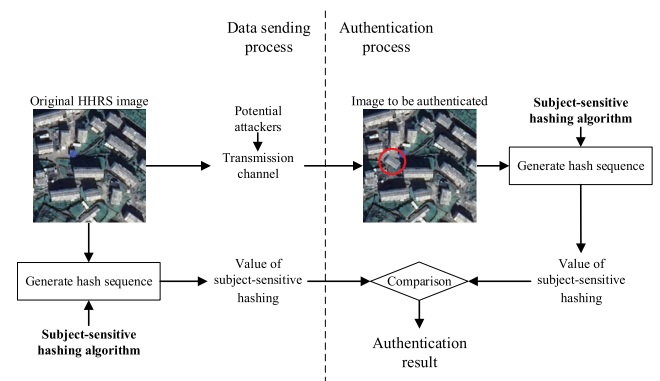 Data sending
process
Authentication
process
Original HHRS image
Potential
attackers
Transmission
channel
Image to be authenticated
Subject-sensitive
hashing algorithm
Generate hash sequence
Generate hash sequence
Value of
subject-sensitive
hashing
Comparison
Value of
subject-sensitive
hashing
Subject-sensitive
hashing algorithm
Authentication
result